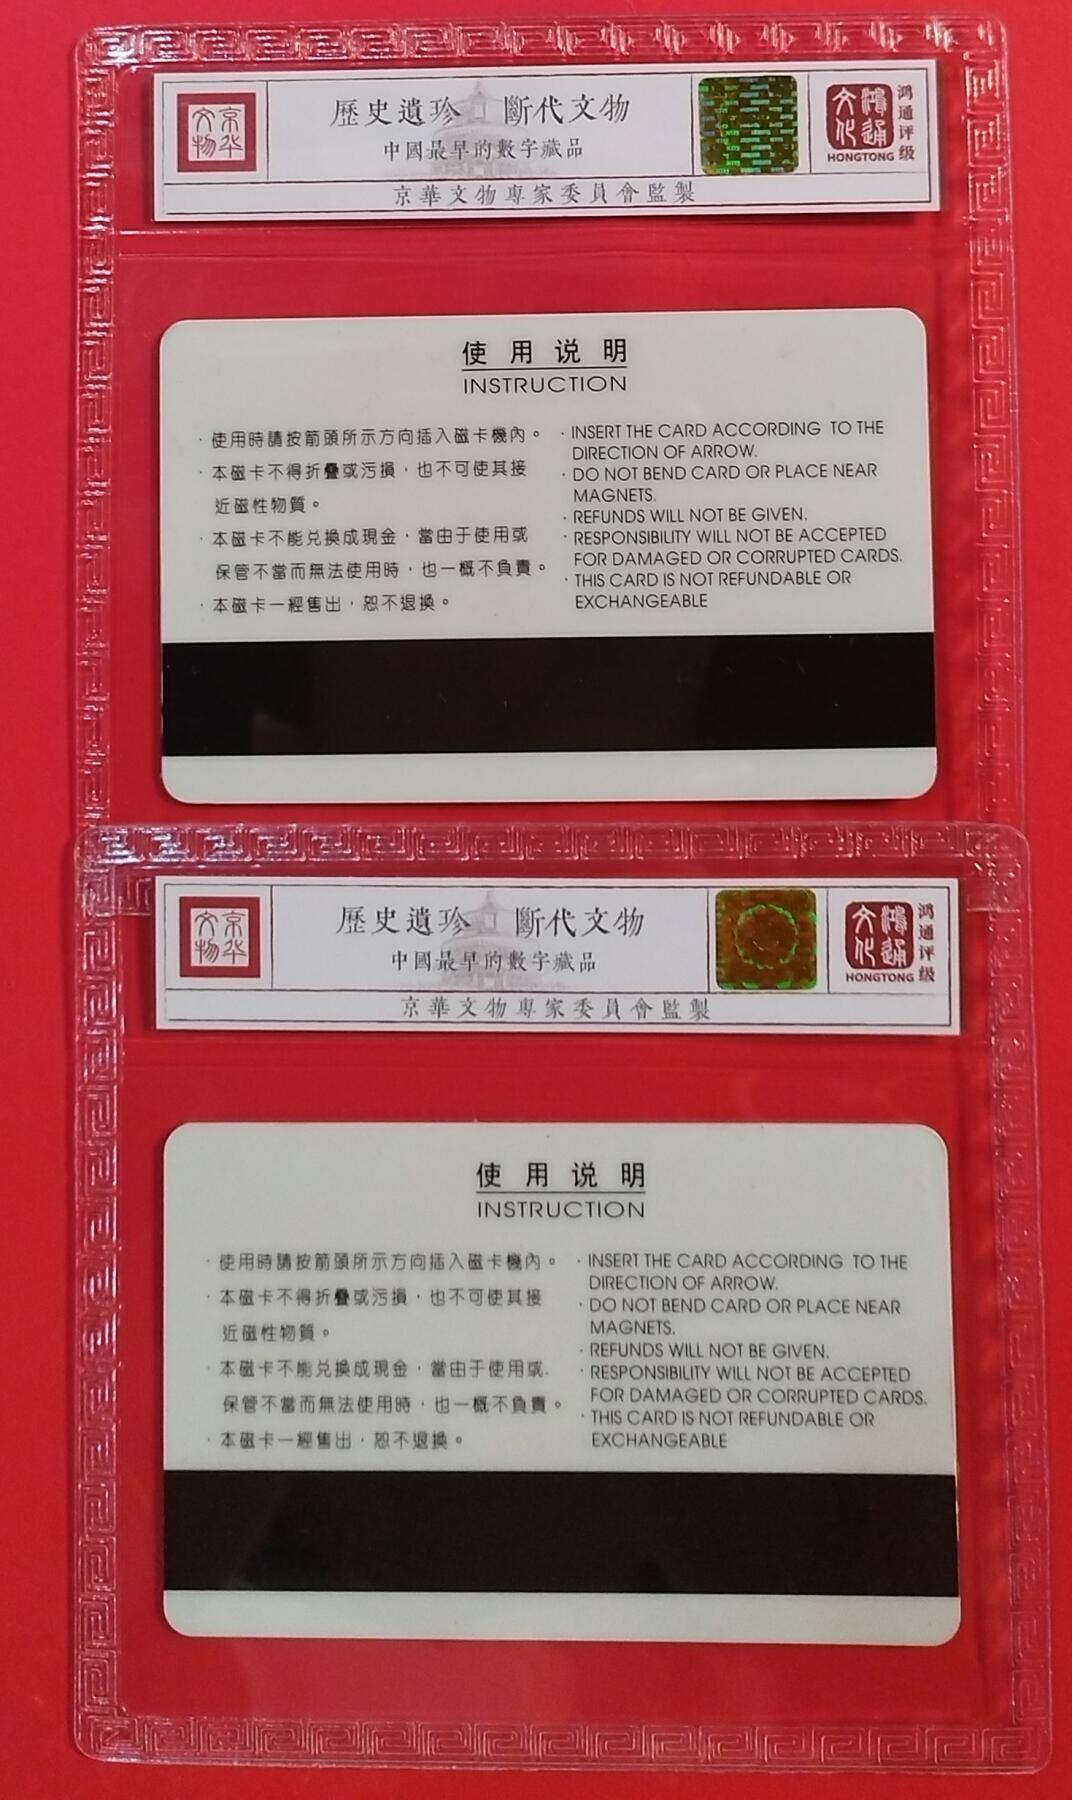 京华
文物
歷史遺珍 斷代文物
中國最早的數字藏品
京華文物專家委員會監製
鴻通
文化
HONGTONG
鸿通评级
使用说明
INSTRUCTION
·使用時請按箭頭所示方向插入磁卡機內。
·本磁卡不得折疊或污損，也不可使其接
近磁性物質。
·本磁卡不能兑換成現金，當由于使用或
保管不當而無法使用時，也一概不負責。
·本磁卡一經售出，恕不退換。
·INSERT THE CARD ACCORDING TO THE
DIRECTION OF ARROW.
·DO NOT BEND CARD OR PLACE NEAR
MAGNETS.
·REFUNDS WILL NOT BE GIVEN.
·RESPONSIBILITY WILL NOT BE ACCEPTED
FOR DAMAGED OR CORRUPTED CARDS.
·THIS CARD IS NOT REFUNDABLE OR
EXCHANGEABLE
京华
文物
歷史遺珍 斷代文物
中國最早的數字藏品
京華文物專家委員會監製
鴻通
文化
HONGTONG
鸿通评级
使用说明
INSTRUCTION
·使用時請按箭頭所示方向插入磁卡機內。
·本磁卡不得折疊或污損，也不可使其接
近磁性物質。
·本磁卡不能兑換成現金，當由于使用或
保管不當而無法使用時，也一概不負責。
·本磁卡一經售出，恕不退換。
·INSERT THE CARD ACCORDING TO THE
DIRECTION OF ARROW.
·DO NOT BEND CARD OR PLACE NEAR
MAGNETS.
·REFUNDS WILL NOT BE GIVEN.
·RESPONSIBILITY WILL NOT BE ACCEPTED
FOR DAMAGED OR CORRUPTED CARDS.
·THIS CARD IS NOT REFUNDABLE OR
EXCHANGEABLE